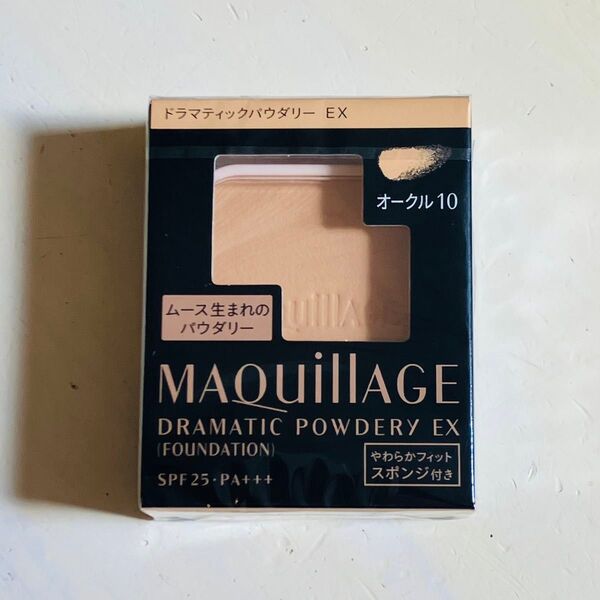 ドラマティックパウダリー EX
オークル 10
ムース生まれの
パウダリー
MAQuillAGE
DRAMATIC POWDERY EX
(FOUNDATION)
SPF25・PA+++
やわらかフィット
スポンジ付き